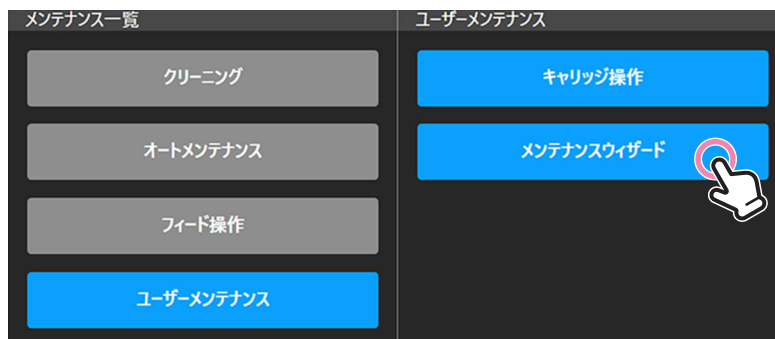 メンテナンス一覧
クリーニング
オートメンテナンス
フィード操作
ユーザーメンテナンス
ユーザーメンテナンス
キャリッジ操作
メンテナンスウィザード